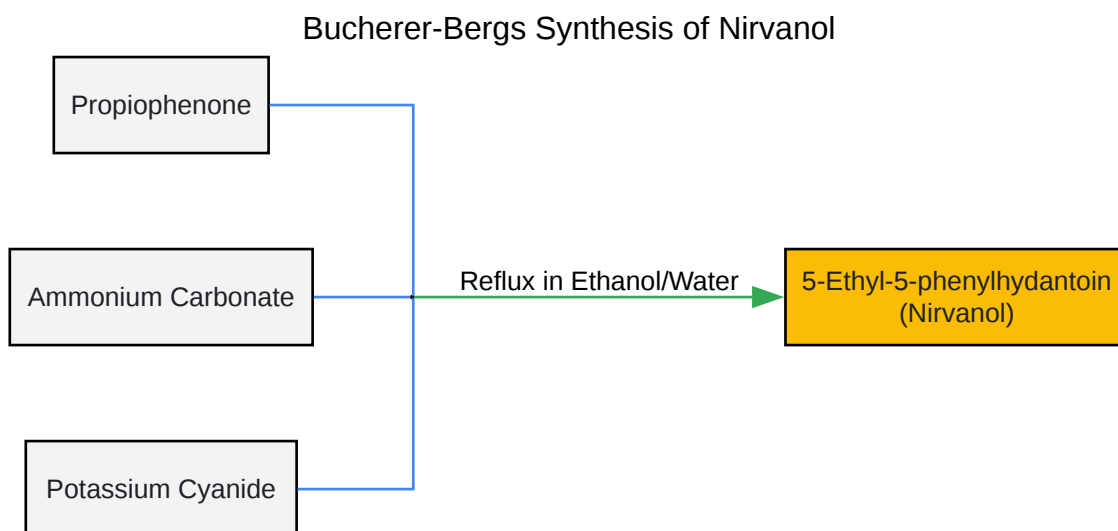 Bucherer-Bergs Synthesis of Nirvanol
Propiophenone
Ammonium Carbonate
Reflux in Ethanol/Water
5-Ethyl-5-phenylhydantoin
(Nirvanol)
Potassium Cyanide